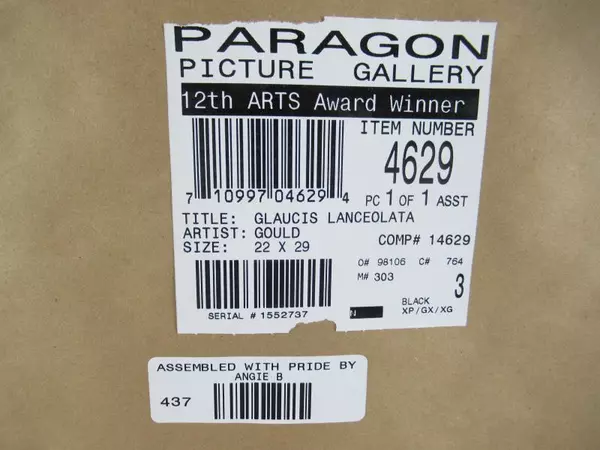 PARAGON
PICTURE GALLERY
12th ARTS Award Winner
ITEM NUMBER
4629
7 10997 04629 4
PC 1 OF 1 ASST
TITLE: GLAUCIS LANCEOLATA
ARTIST: GOULD
COMP# 14629
SIZE: 22 X 29
O# 98106 C# 764
M# 303
3
BLACK
XP/GX/XG
SERIAL # 1552737
ASSEMBLED WITH PRIDE BY
ANGIE B
437